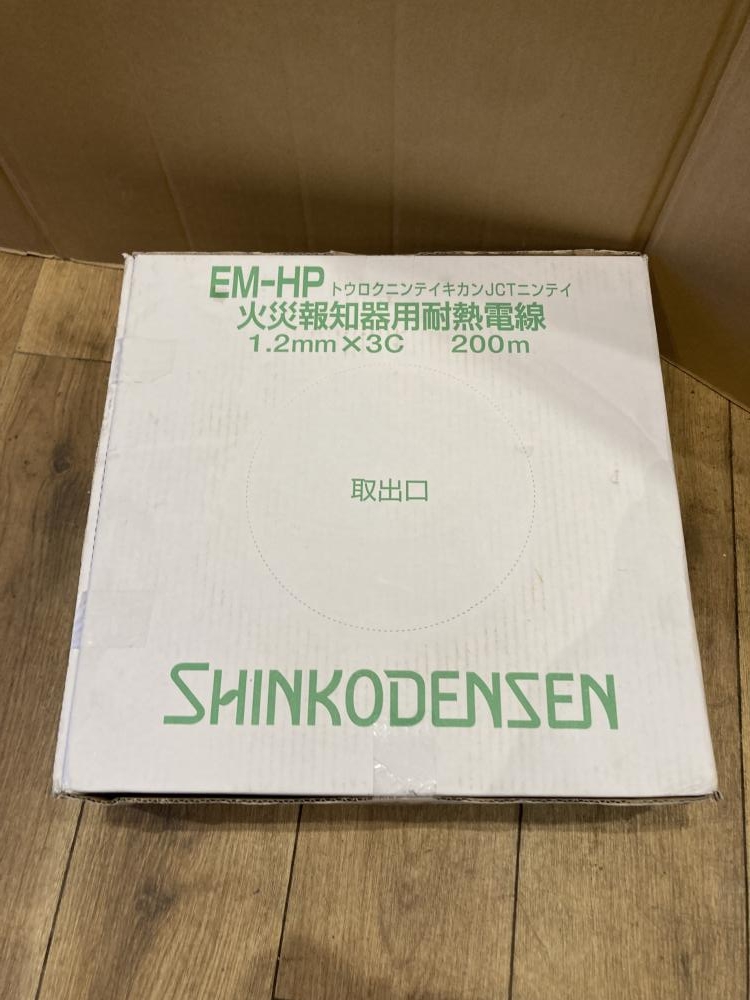 EM-HP トウロクニンテイキカンJCTニンテイ
火災報知器用耐熱電線
1.2mm×3C 200m
取出口
SHINKODENSEN